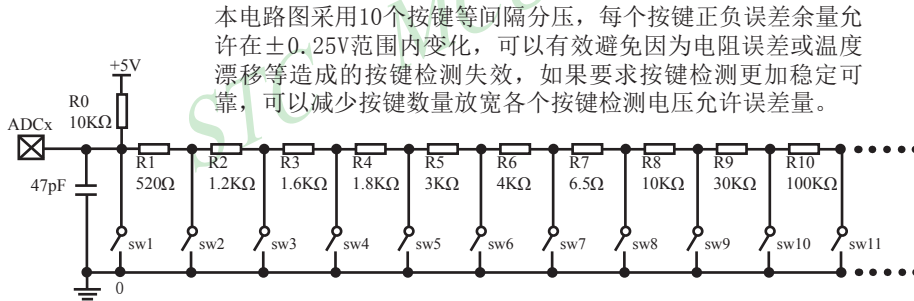 本电路图采用10个按键等间隔分压，每个按键正负误差余量允
许在±0.25V范围内变化，可以有效避免因为电阻误差或温度
漂移等造成的按键检测失效，如果要求按键检测更加稳定可
靠，可以减少按键数量放宽各个按键检测电压允许误差量。
STC MCU
+5V
R0
10KΩ
ADCx
47pF
R1 R2 R3 R4 R5 R6 R7 R8 R9 R10
520Ω 1.2KΩ 1.6KΩ 1.8KΩ 3KΩ 4KΩ 6.5Ω 10KΩ 30KΩ 100KΩ
sw1 sw2 sw3 sw4 sw5 sw6 sw7 sw8 sw9 sw10 sw11
0